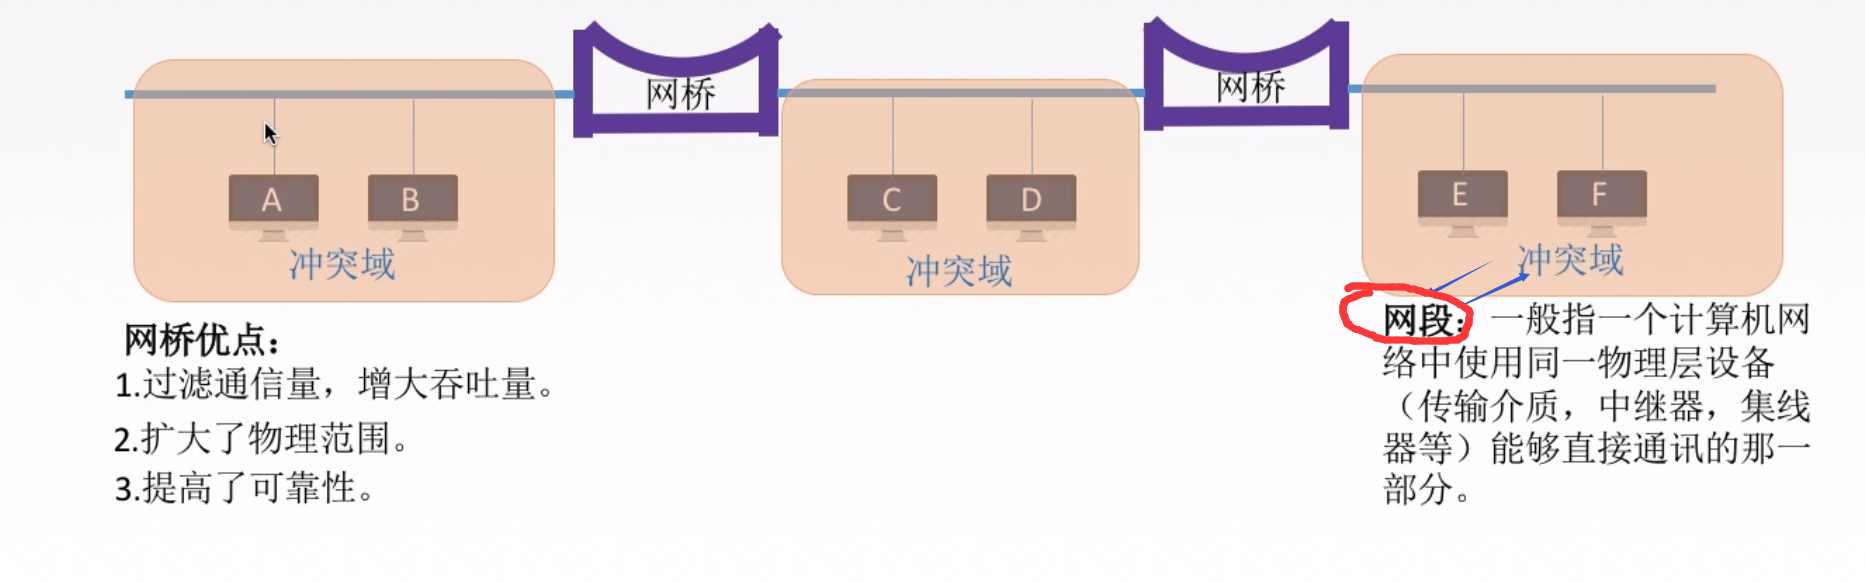 网桥
网桥
A
B
C
D
E
F
冲突域
冲突域
冲突域
网桥优点：
1.过滤通信量，增大吞吐量。
2.扩大了物理范围。
3.提高了可靠性。
网段：一般指一个计算机网
络中使用同一物理层设备
（传输介质，中继器，集线
器等）能够直接通讯的那一
部分。